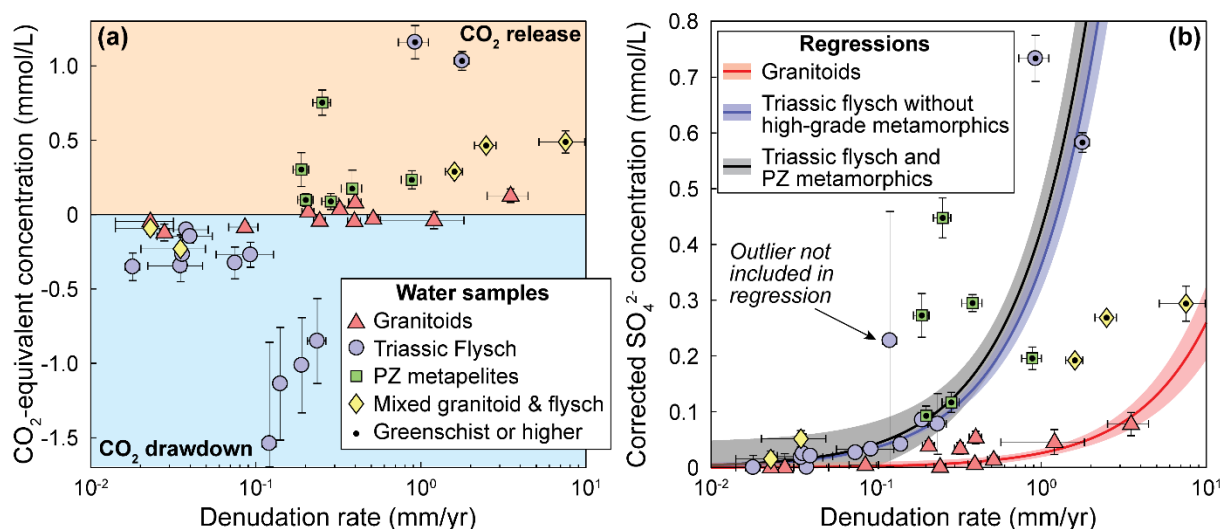 (a)
CO₂ release
CO₂-equivalent concentration (mmol/L)
1.0
0.5
0
-0.5
-1.0
-1.5
Water samples
Granitoids
Triassic Flysch
PZ metapelites
Mixed granitoid & flysch
Greenschist or higher
CO₂ drawdown
10⁻² 10⁻¹ 10⁰ 10¹
Denudation rate (mm/yr)
(b)
Corrected SO₄²⁻ concentration (mmol/L)
0.8
0.7
0.6
0.5
0.4
0.3
0.2
0.1
0
Regressions
Granitoids
Triassic flysch without
high-grade metamorphics
Triassic flysch and
PZ metamorphics
Outlier not
included in
regression
10⁻² 10⁻¹ 10⁰ 10¹
Denudation rate (mm/yr)